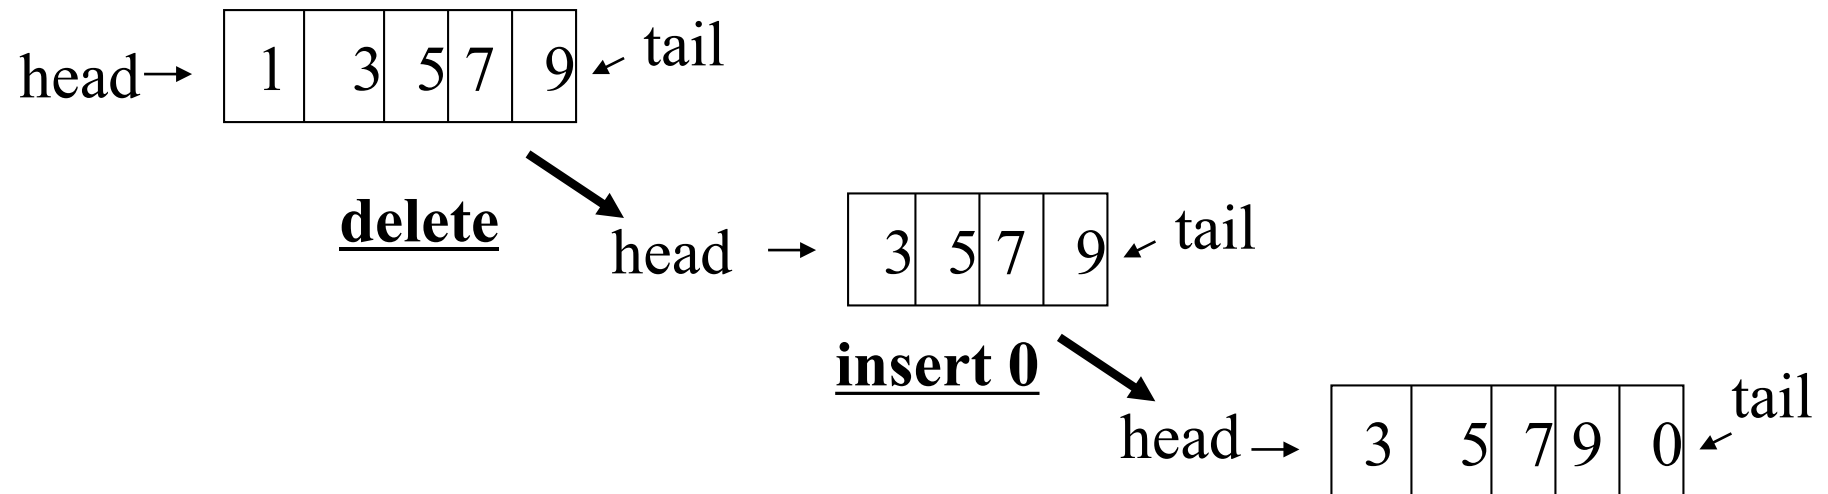 head 1 3 5 7 9 tail
delete
head 3 5 7 9 tail
insert 0
head 3 5 7 9 0 tail